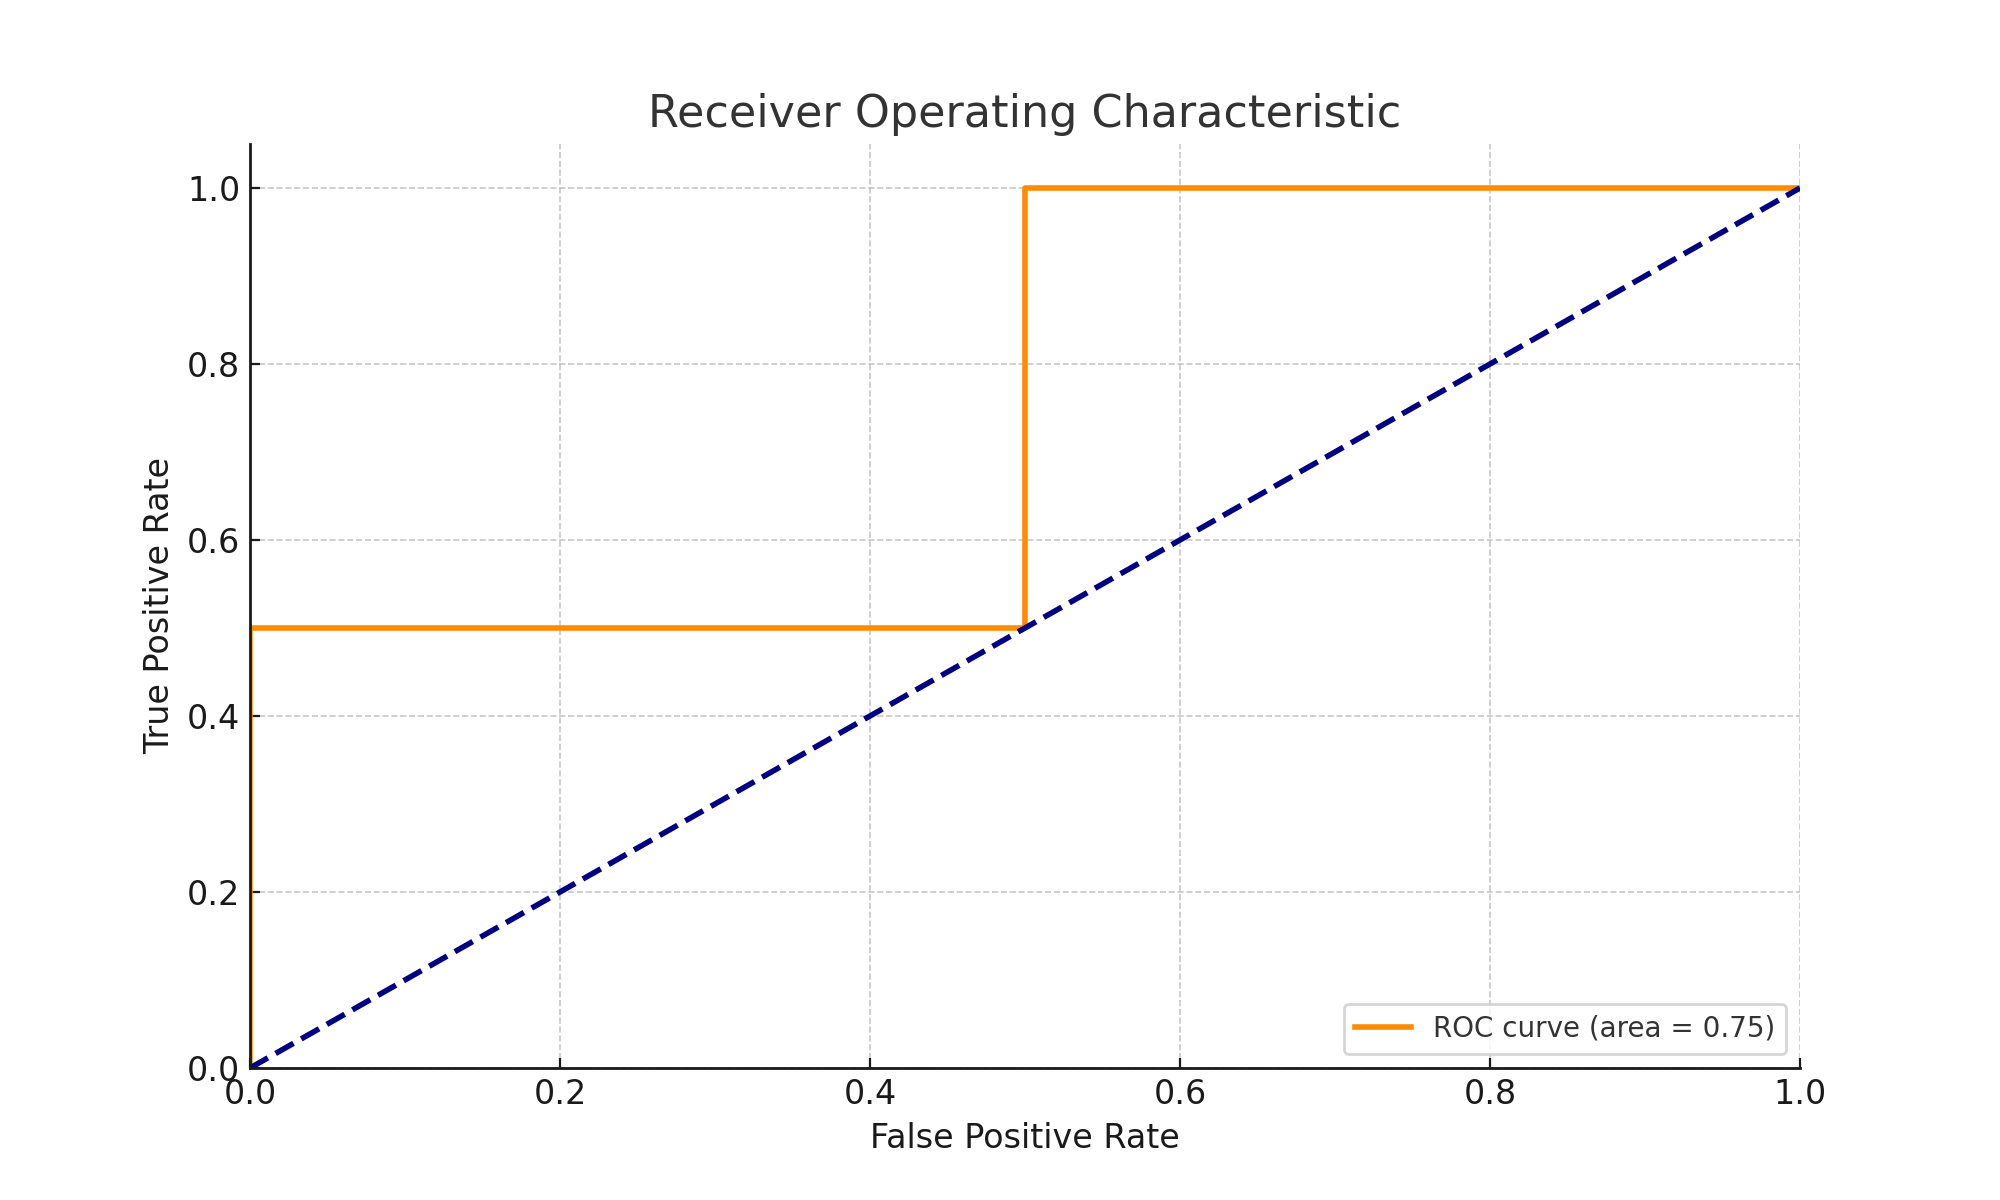 Receiver Operating Characteristic
1.0
0.8
0.6
0.4
0.2
0.0
True Positive Rate
ROC curve (area = 0.75)
0.0 0.2 0.4 0.6 0.8 1.0
False Positive Rate